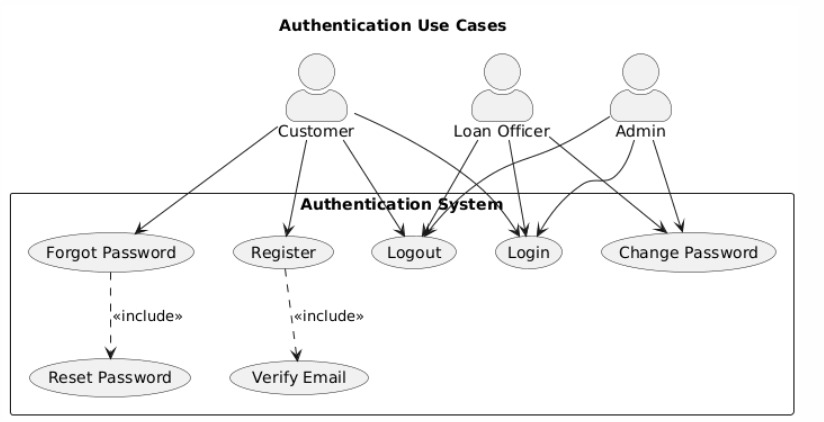 Authentication Use Cases
Customer
Loan Officer
Admin
Authentication System
Forgot Password
Register
Logout
Login
Change Password
«include»
«include»
Reset Password
Verify Email